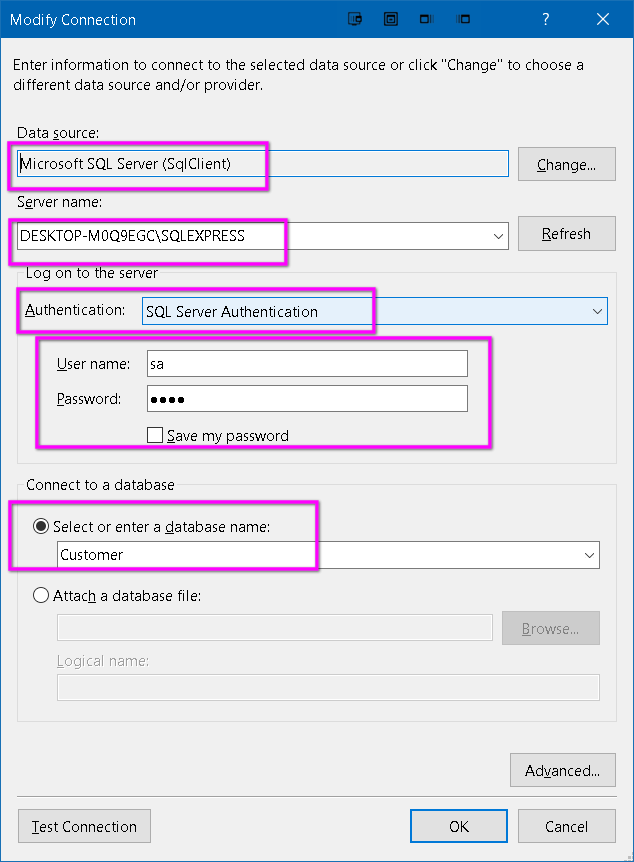 Modify Connection
?
Enter information to connect to the selected data source or click "Change" to choose a
different data source and/or provider.
Data source:
Microsoft SQL Server (SqlClient)
Change...
Server name:
DESKTOP-M0Q9EGC\SQLEXPRESS
Refresh
Log on to the server
Authentication:
SQL Server Authentication
User name:
sa
Password:
●●●●
Save my password
Connect to a database
Select or enter a database name:
Customer
Attach a database file:
Browse...
Logical name:
Advanced...
Test Connection
OK
Cancel